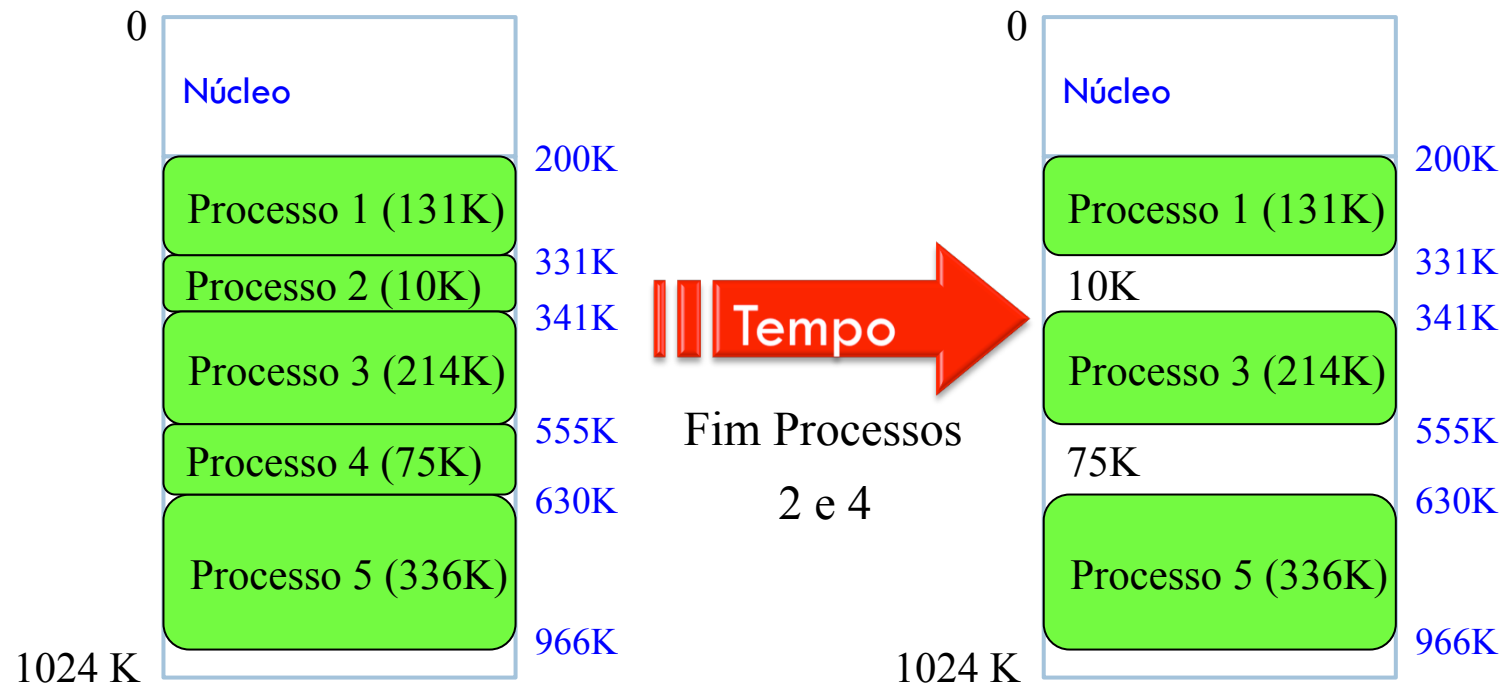 0
Núcleo
200K
Processo 1 (131K)
331K
Processo 2 (10K)
341K
Processo 3 (214K)
555K
Processo 4 (75K)
630K
Processo 5 (336K)
966K
1024 K
Tempo
Fim Processos
2 e 4
0
Núcleo
200K
Processo 1 (131K)
331K
10K
341K
Processo 3 (214K)
555K
75K
630K
Processo 5 (336K)
966K
1024 K